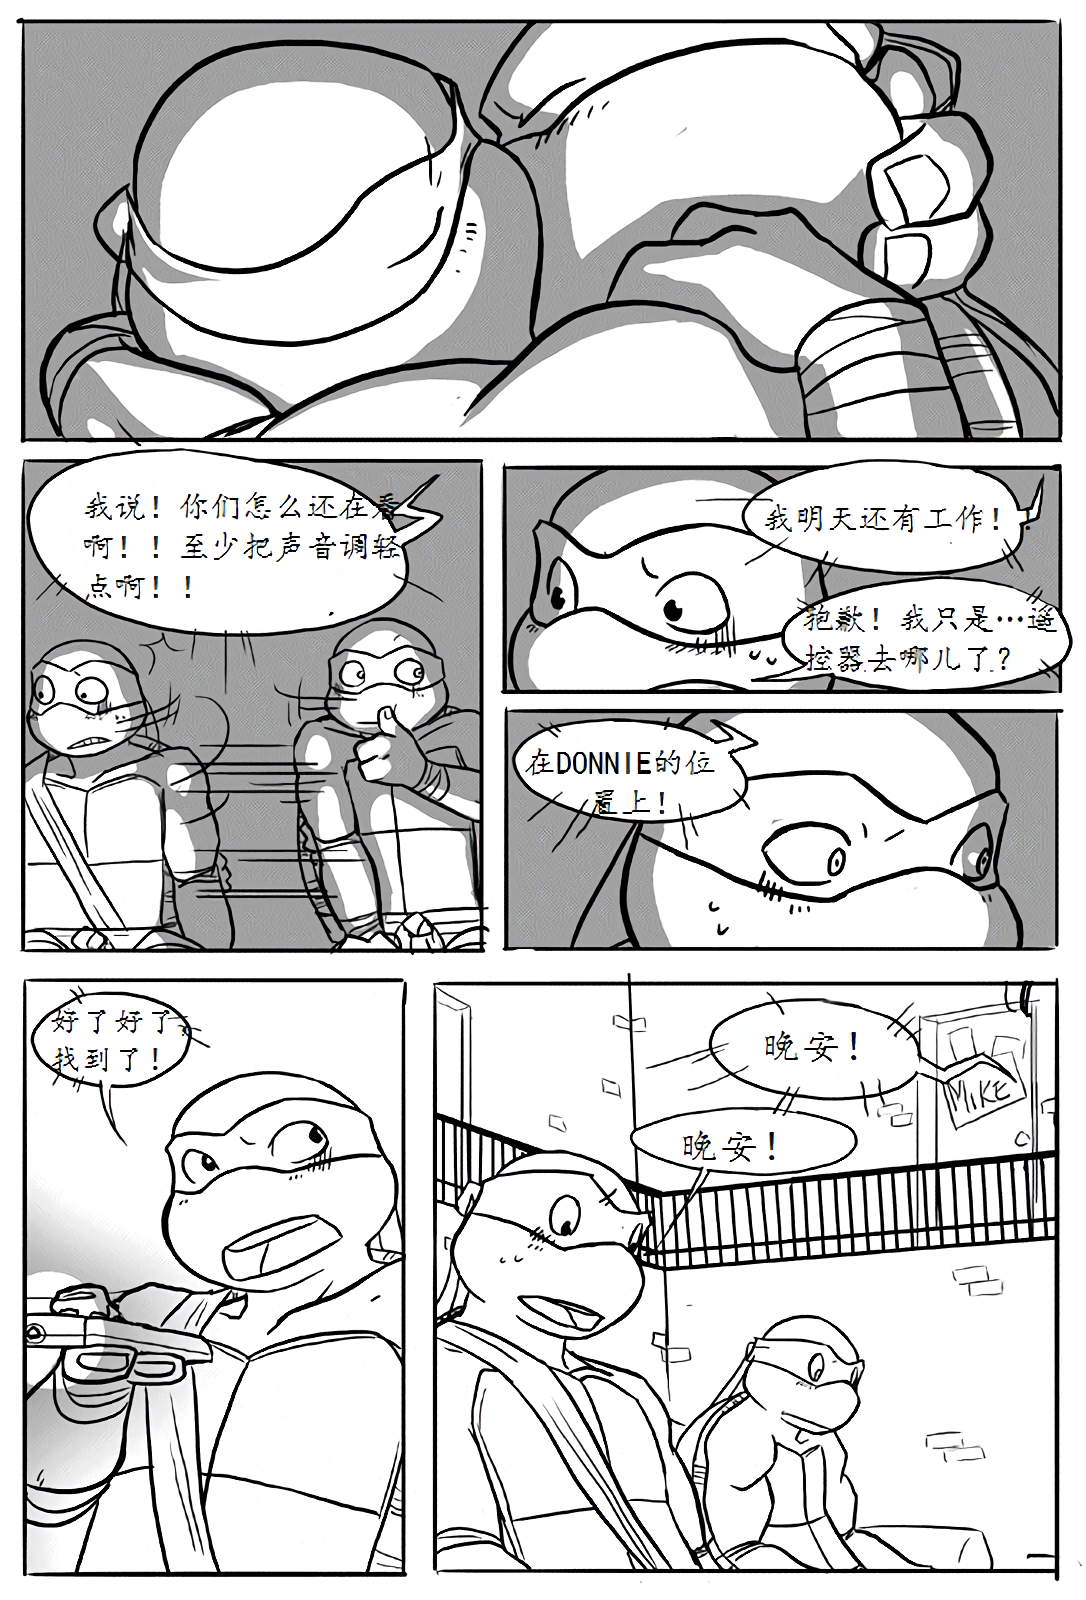 我说！你们怎么还在看
啊！！至少把声音调轻
点啊！！
我明天还有工作！！
抱歉！我只是…遥
控器去哪儿了？
在DONNIE的位
置上！
好了好了，
找到了！
晚安！
MIKE
晚安！